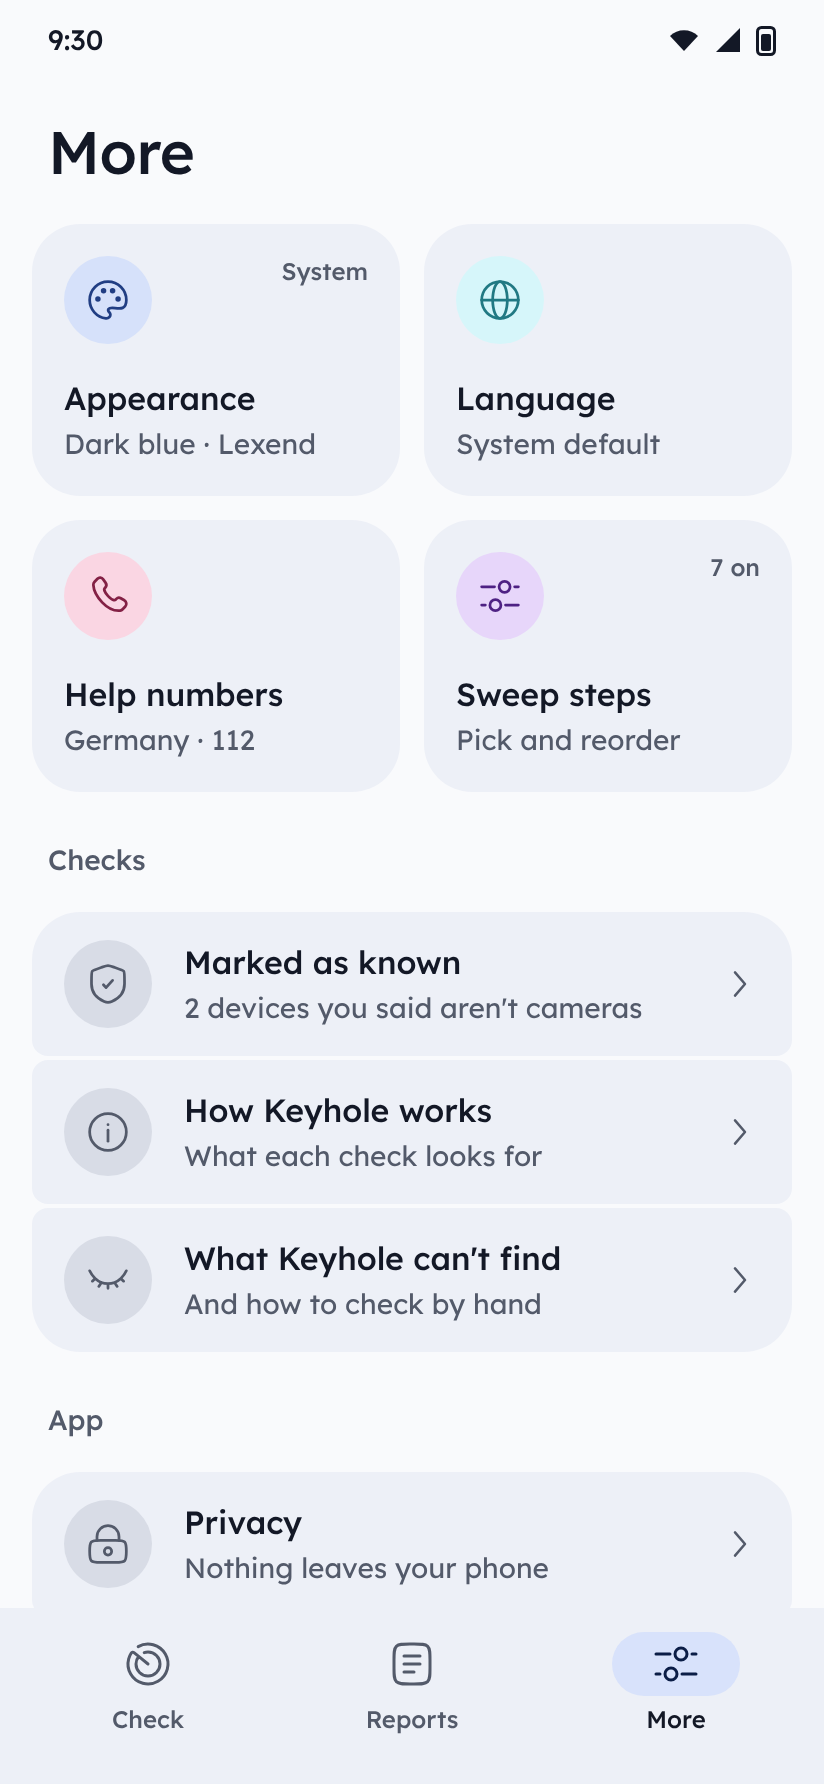 9:30
More
System
Appearance
Dark blue · Lexend
Language
System default
Help numbers
Germany · 112
7 on
Sweep steps
Pick and reorder
Checks
Marked as known
2 devices you said aren't cameras
How Keyhole works
What each check looks for
What Keyhole can't find
And how to check by hand
App
Privacy
Nothing leaves your phone
Check
Reports
More